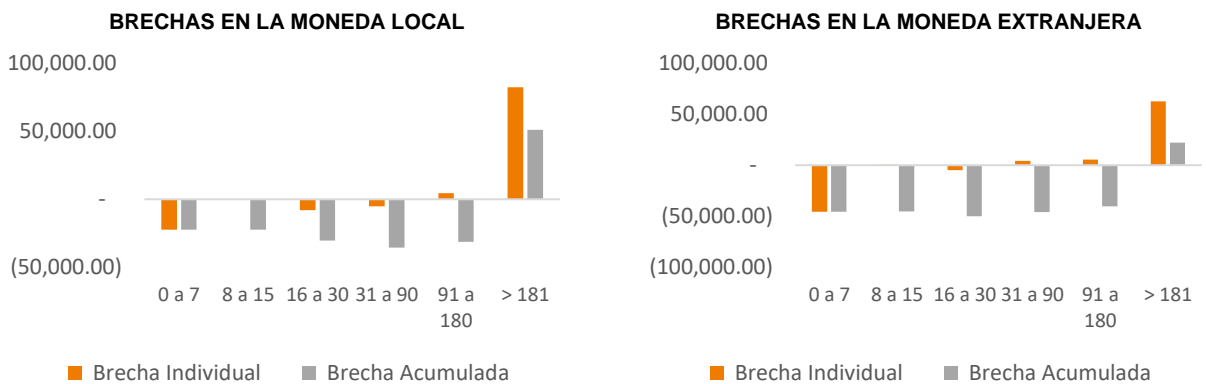 BRECHAS EN LA MONEDA LOCAL
100,000.00
50,000.00
-
(50,000.00)
0 a 7 8 a 15 16 a 30 31 a 90 91 a > 181
180
Brecha Individual Brecha Acumulada
BRECHAS EN LA MONEDA EXTRANJERA
100,000.00
50,000.00
-
(50,000.00)
(100,000.00)
0 a 7 8 a 15 16 a 30 31 a 90 91 a > 181
180
Brecha Individual Brecha Acumulada